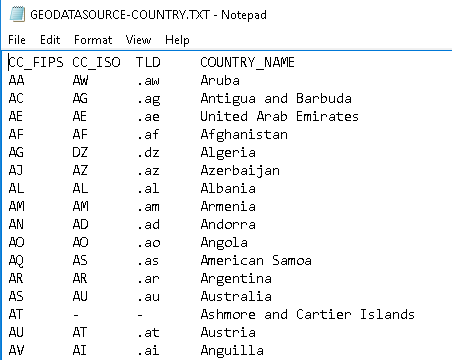 GEODATASOURCE-COUNTRY.TXT - Notepad
File Edit Format View Help
CC_FIPS CC_ISO TLD COUNTRY_NAME
AA AW .aw Aruba
AC AG .ag Antigua and Barbuda
AE AE .ae United Arab Emirates
AF AF .af Afghanistan
AG DZ .dz Algeria
AJ AZ .az Azerbaijan
AL AL .al Albania
AM AM .am Armenia
AN AD .ad Andorra
AO AO .ao Angola
AQ AS .as American Samoa
AR AR .ar Argentina
AS AU .au Australia
AT - - Ashmore and Cartier Islands
AU AT .at Austria
AV AI .ai Anguilla